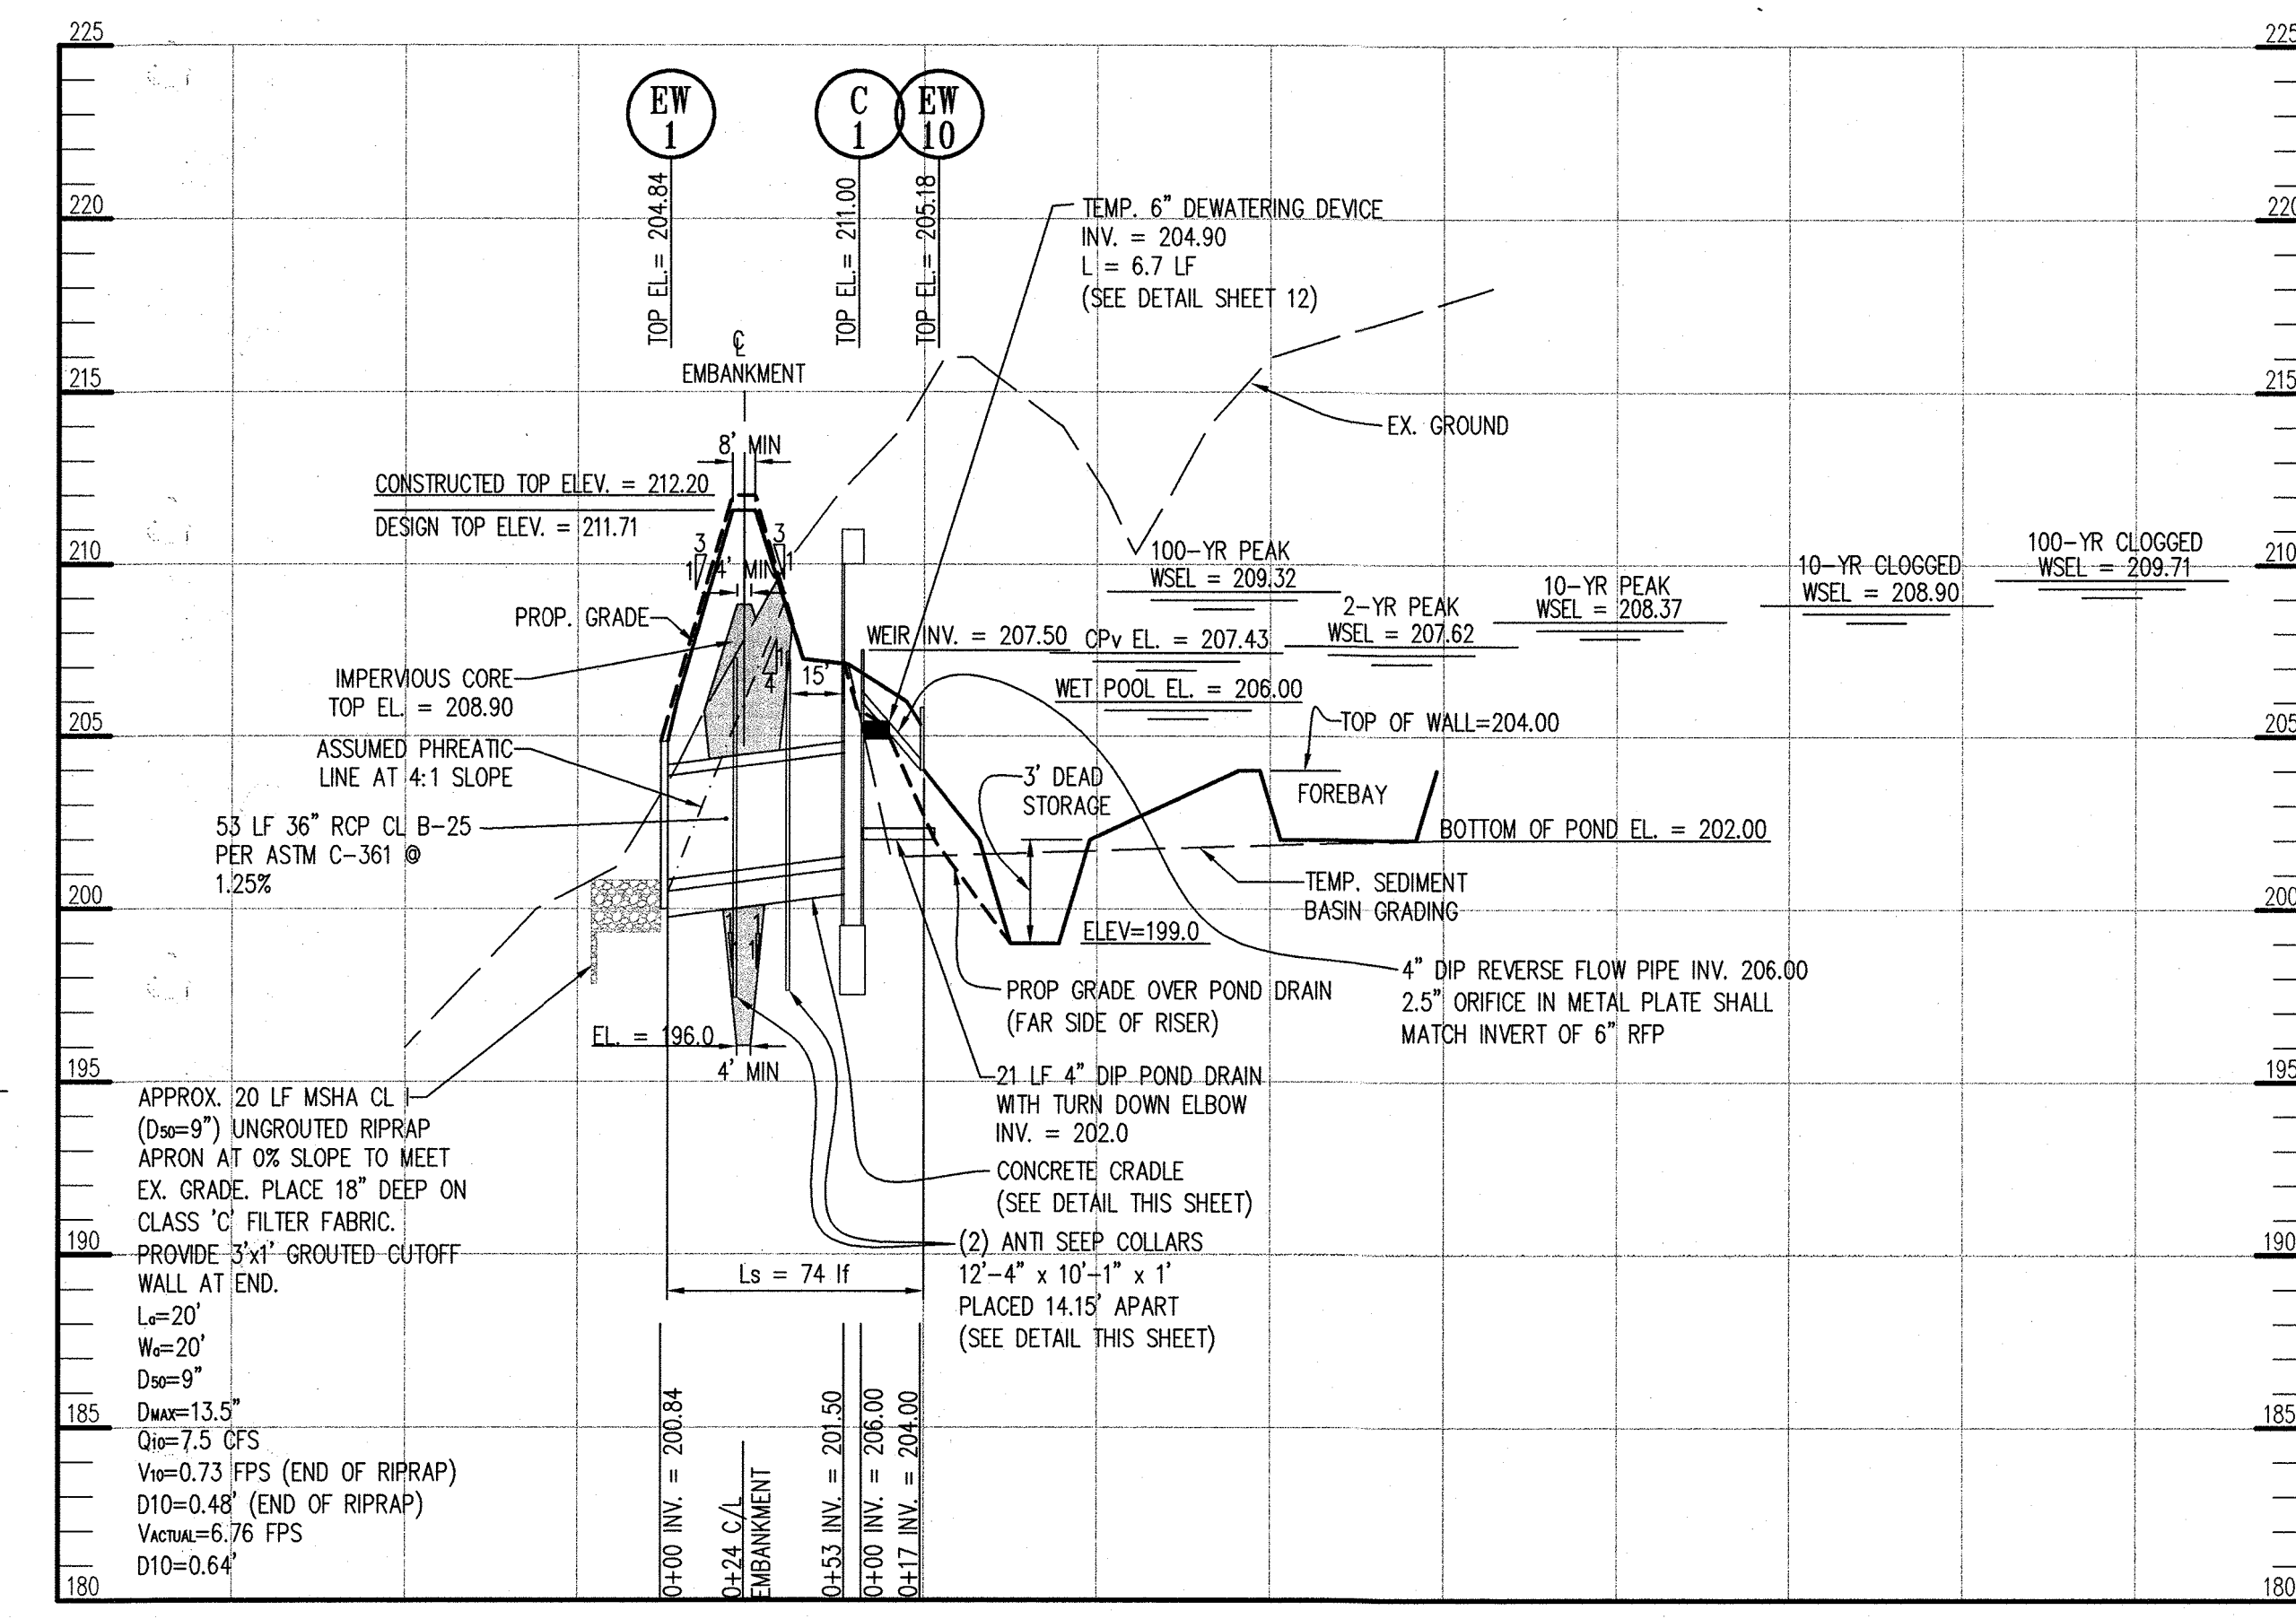 225
225
EW
1
C
1
EW
10
TOP EL.= 204.84
TOP EL.= 211.00
TOP EL.= 205.18
TEMP. 6" DEWATERING DEVICE
INV. = 204.90
L = 6.7 LF
(SEE DETAIL SHEET 12)
220
220
℄
EMBANKMENT
215
215
8' MIN
EX. GROUND
CONSTRUCTED TOP ELEV. = 212.20
DESIGN TOP ELEV. = 211.71
3
1
3
1
4' MIN
210
210
100-YR PEAK
WSEL = 209.32
2-YR PEAK
WSEL = 207.62
10-YR PEAK
WSEL = 208.37
10-YR CLOGGED
WSEL = 208.90
100-YR CLOGGED
WSEL = 209.71
PROP. GRADE
WEIR INV. = 207.50
CPv EL. = 207.43
1
4
15'
IMPERVIOUS CORE
TOP EL. = 208.90
WET POOL EL. = 206.00
205
205
TOP OF WALL=204.00
ASSUMED PHREATIC
LINE AT 4:1 SLOPE
3' DEAD
STORAGE
FOREBAY
53 LF 36" RCP CL B-25
PER ASTM C-361 @
1.25%
BOTTOM OF POND EL. = 202.00
TEMP. SEDIMENT
BASIN GRADING
200
200
ELEV=199.0
1
1
1
1
4" DIP REVERSE FLOW PIPE INV. 206.00
2.5" ORIFICE IN METAL PLATE SHALL
MATCH INVERT OF 6" RFP
PROP GRADE OVER POND DRAIN
(FAR SIDE OF RISER)
EL. = 196.0
4' MIN
195
195
21 LF 4" DIP POND DRAIN
WITH TURN DOWN ELBOW
INV. = 202.0
APPROX. 20 LF MSHA CL I
(D50=9") UNGROUTED RIPRAP
APRON AT 0% SLOPE TO MEET
EX. GRADE. PLACE 18" DEEP ON
CLASS 'C' FILTER FABRIC.
PROVIDE 3'x1' GROUTED CUTOFF
WALL AT END.
La=20'
Wa=20'
D50=9"
DMAX=13.5"
Q10=7.5 CFS
V10=0.73 FPS (END OF RIPRAP)
D10=0.48' (END OF RIPRAP)
VACTUAL=6.76 FPS
D10=0.64'
CONCRETE CRADLE
(SEE DETAIL THIS SHEET)
190
190
(2) ANTI SEEP COLLARS
12'-4" x 10'-1" x 1'
PLACED 14.15' APART
(SEE DETAIL THIS SHEET)
Ls = 74 lf
185
185
0+00 INV. = 200.84
0+24 C/L
EMBANKMENT
0+53 INV. = 201.50
0+00 INV. = 206.00
0+17 INV. = 204.00
180
180